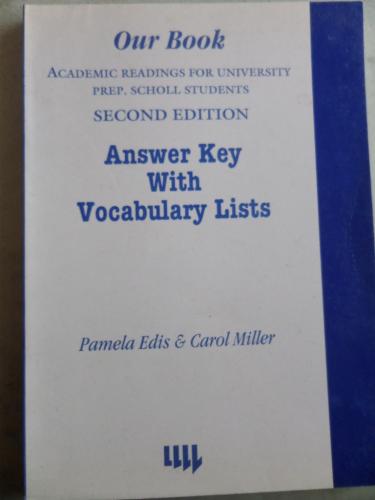 Our Book
ACADEMIC READINGS FOR UNIVERSITY
PREP. SCHOLL STUDENTS
SECOND EDITION
Answer Key
With
Vocabulary Lists
Pamela Edis & Carol Miller